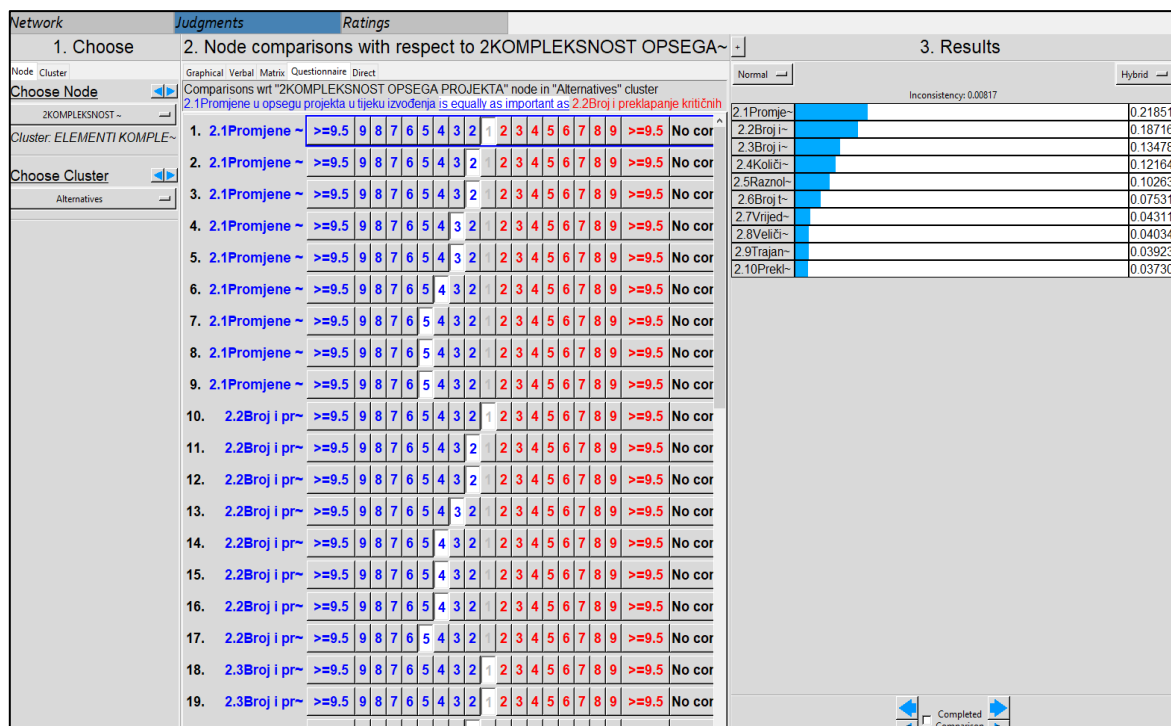 Network Judgments Ratings
1. Choose
Node Cluster
Choose Node
2KOMPLEKSNOST ~
Cluster: ELEMENTI KOMPLE~
Choose Cluster
Alternatives
2. Node comparisons with respect to 2KOMPLEKSNOST OPSEGA~
+
Graphical Verbal Matrix Questionnaire Direct
Comparisons wrt "2KOMPLEKSNOST OPSEGA PROJEKTA" node in "Alternatives" cluster
2.1Promjene u opsegu projekta u tijeku izvođenja is equally as important as 2.2Broj i preklapanje kritičnih
1. 2.1Promjene ~ >=9.5 9 8 7 6 5 4 3 2 1 2 3 4 5 6 7 8 9 >=9.5 No cor
2. 2.1Promjene ~ >=9.5 9 8 7 6 5 4 3 2 1 2 3 4 5 6 7 8 9 >=9.5 No cor
3. 2.1Promjene ~ >=9.5 9 8 7 6 5 4 3 2 1 2 3 4 5 6 7 8 9 >=9.5 No cor
4. 2.1Promjene ~ >=9.5 9 8 7 6 5 4 3 2 1 2 3 4 5 6 7 8 9 >=9.5 No cor
5. 2.1Promjene ~ >=9.5 9 8 7 6 5 4 3 2 1 2 3 4 5 6 7 8 9 >=9.5 No cor
6. 2.1Promjene ~ >=9.5 9 8 7 6 5 4 3 2 1 2 3 4 5 6 7 8 9 >=9.5 No cor
7. 2.1Promjene ~ >=9.5 9 8 7 6 5 4 3 2 1 2 3 4 5 6 7 8 9 >=9.5 No cor
8. 2.1Promjene ~ >=9.5 9 8 7 6 5 4 3 2 1 2 3 4 5 6 7 8 9 >=9.5 No cor
9. 2.1Promjene ~ >=9.5 9 8 7 6 5 4 3 2 1 2 3 4 5 6 7 8 9 >=9.5 No cor
10. 2.2Broj i pr~ >=9.5 9 8 7 6 5 4 3 2 1 2 3 4 5 6 7 8 9 >=9.5 No cor
11. 2.2Broj i pr~ >=9.5 9 8 7 6 5 4 3 2 1 2 3 4 5 6 7 8 9 >=9.5 No cor
12. 2.2Broj i pr~ >=9.5 9 8 7 6 5 4 3 2 1 2 3 4 5 6 7 8 9 >=9.5 No cor
13. 2.2Broj i pr~ >=9.5 9 8 7 6 5 4 3 2 1 2 3 4 5 6 7 8 9 >=9.5 No cor
14. 2.2Broj i pr~ >=9.5 9 8 7 6 5 4 3 2 1 2 3 4 5 6 7 8 9 >=9.5 No cor
15. 2.2Broj i pr~ >=9.5 9 8 7 6 5 4 3 2 1 2 3 4 5 6 7 8 9 >=9.5 No cor
16. 2.2Broj i pr~ >=9.5 9 8 7 6 5 4 3 2 1 2 3 4 5 6 7 8 9 >=9.5 No cor
17. 2.2Broj i pr~ >=9.5 9 8 7 6 5 4 3 2 1 2 3 4 5 6 7 8 9 >=9.5 No cor
18. 2.3Broj i pr~ >=9.5 9 8 7 6 5 4 3 2 1 2 3 4 5 6 7 8 9 >=9.5 No cor
19. 2.3Broj i pr~ >=9.5 9 8 7 6 5 4 3 2 1 2 3 4 5 6 7 8 9 >=9.5 No cor
3. Results
Normal Hybrid
Inconsistency: 0.00817
2.1Promje~ 0.21851
2.2Broj i~ 0.18716
2.3Broj i~ 0.13478
2.4Količi~ 0.12164
2.5Raznol~ 0.10263
2.6Broj t~ 0.07531
2.7Vrijed~ 0.04311
2.8Veliči~ 0.04034
2.9Trajan~ 0.03923
2.10Prekl~ 0.03730
Completed
Comparison